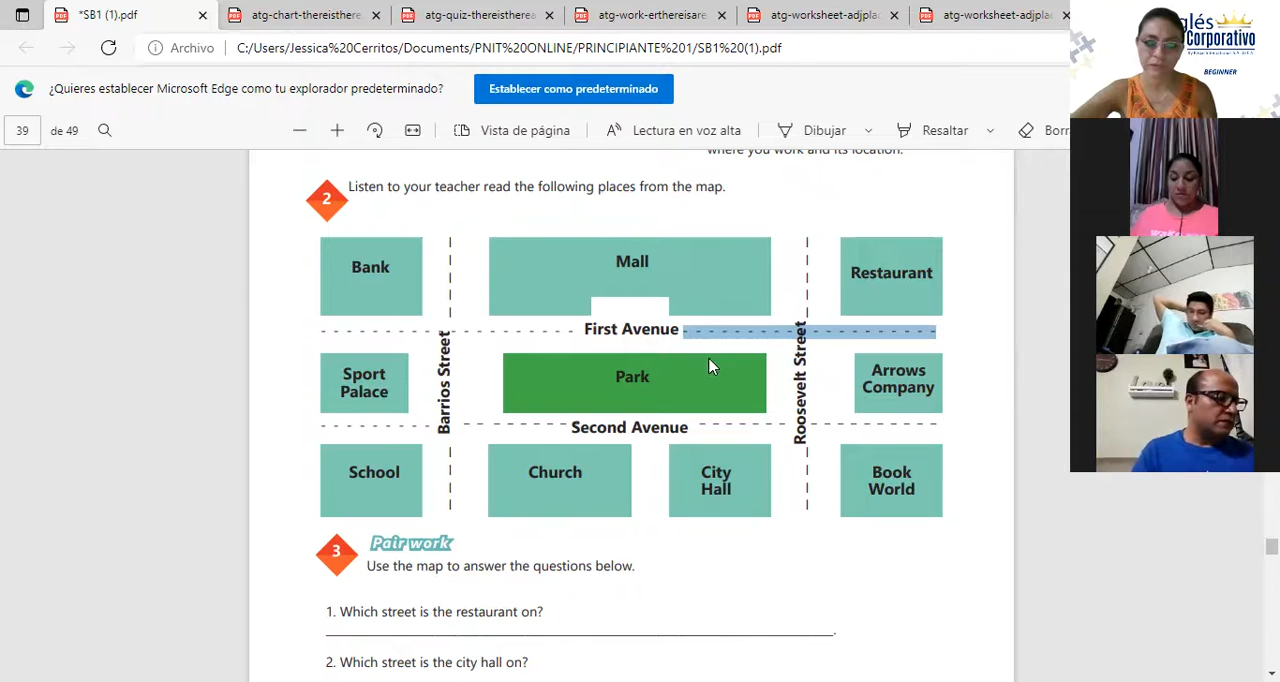 *SB1 (1).pdf
atg-chart-thereisthere
atg-quiz-thereistherea
atg-work-erthereisare
atg-worksheet-adjplac
atg-worksheet-adjpla
Archivo
C:/Users/Jessica%20Cerritos/Documents/PNIT%20ONLINE/PRINCIPIANTE%201/SB1%20(1).pdf
¿Quieres establecer Microsoft Edge como tu explorador predeterminado?
Establecer como predeterminado
39
de 49
Vista de página
Lectura en voz alta
Dibujar
Resaltar
Borr
where you work and its location.
2
Listen to your teacher read the following places from the map.
Bank
Mall
Restaurant
First Avenue
Barrios Street
Roosevelt Street
Sport
Palace
Park
Arrows
Company
Second Avenue
School
Church
City
Hall
Book
World
3
Pair work
Use the map to answer the questions below.
1. Which street is the restaurant on?
2. Which street is the city hall on?
glés
Corporativo
BEGINNER